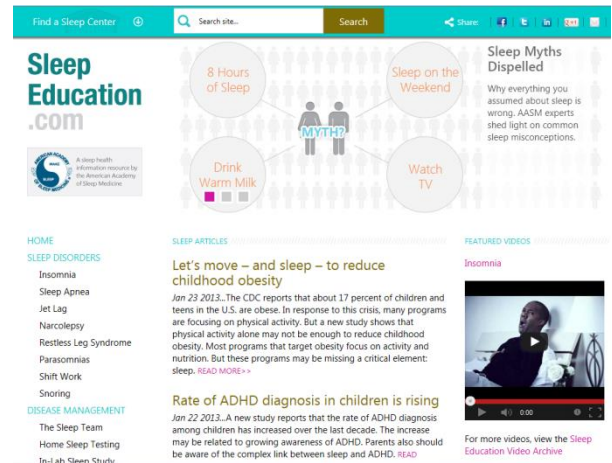 Find a Sleep Center
Search site...
Search
Share
Sleep
Education
.com
AMERICAN ACADEMY OF SLEEP MEDICINE
A sleep health
information resource by
the American Academy
of Sleep Medicine
8 Hours
of Sleep
Sleep on the
Weekend
MYTH?
Drink
Warm Milk
Watch
TV
Sleep Myths
Dispelled
Why everything you
assumed about sleep is
wrong. AASM experts
shed light on common
sleep misconceptions.
HOME
SLEEP DISORDERS
Insomnia
Sleep Apnea
Jet Lag
Narcolepsy
Restless Leg Syndrome
Parasomnias
Shift Work
Snoring
DISEASE MANAGEMENT
The Sleep Team
Home Sleep Testing
In-Lab Sleep Study
SLEEP ARTICLES
Let's move – and sleep – to reduce
childhood obesity
Jan 23 2013...The CDC reports that about 17 percent of children and
teens in the U.S. are obese. In response to this crisis, many programs
are focusing on physical activity. But a new study shows that
physical activity alone may not be enough to reduce childhood
obesity. Most programs that target obesity focus on activity and
nutrition. But these programs may be missing a critical element:
sleep. READ MORE>>
Rate of ADHD diagnosis in children is rising
Jan 22 2013...A new study reports that the rate of ADHD diagnosis
among children has increased over the last decade. The increase
may be related to growing awareness of ADHD. Parents also should
be aware of the complex link between sleep and ADHD. READ
FEATURED VIDEOS
Insomnia
0:00
For more videos, view the Sleep
Education Video Archive